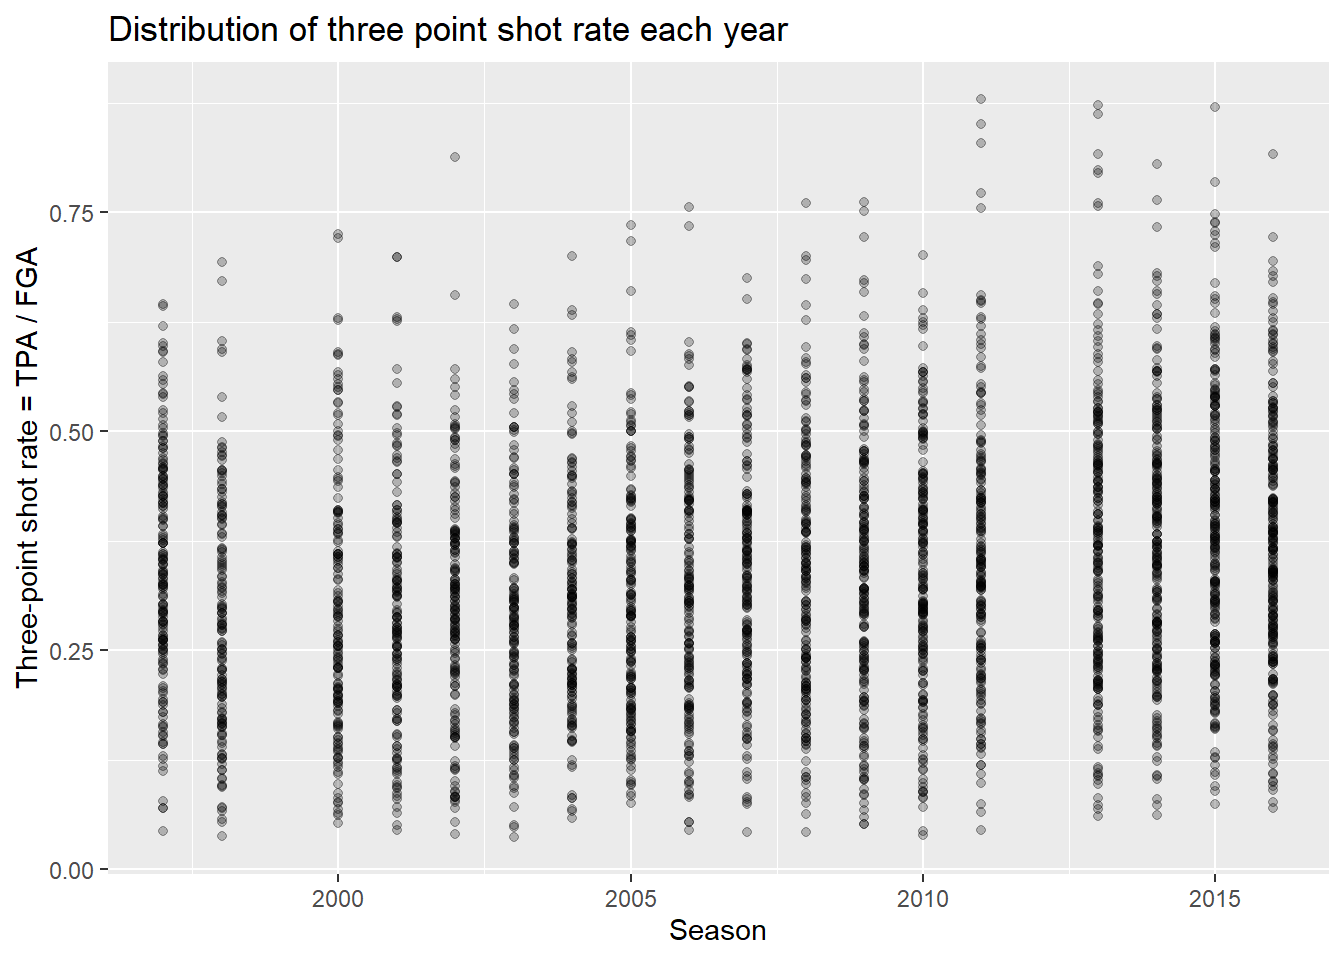 Distribution of three point shot rate each year
Three-point shot rate = TPA / FGA
0.75
0.50
0.25
0.00
2000 2005 2010 2015
Season